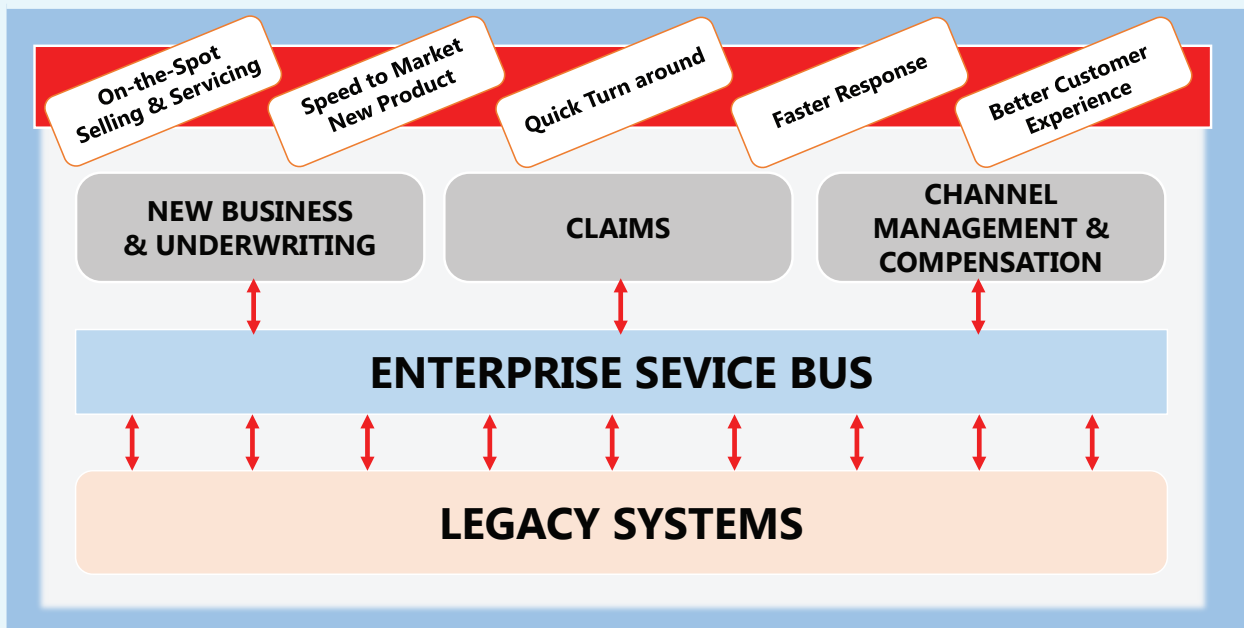 On-the-Spot
Selling & Servicing
Speed to Market
New Product
Quick Turn around
Faster Response
Better Customer
Experience
NEW BUSINESS
& UNDERWRITING
CLAIMS
CHANNEL
MANAGEMENT &
COMPENSATION
ENTERPRISE SEVICE BUS
LEGACY SYSTEMS